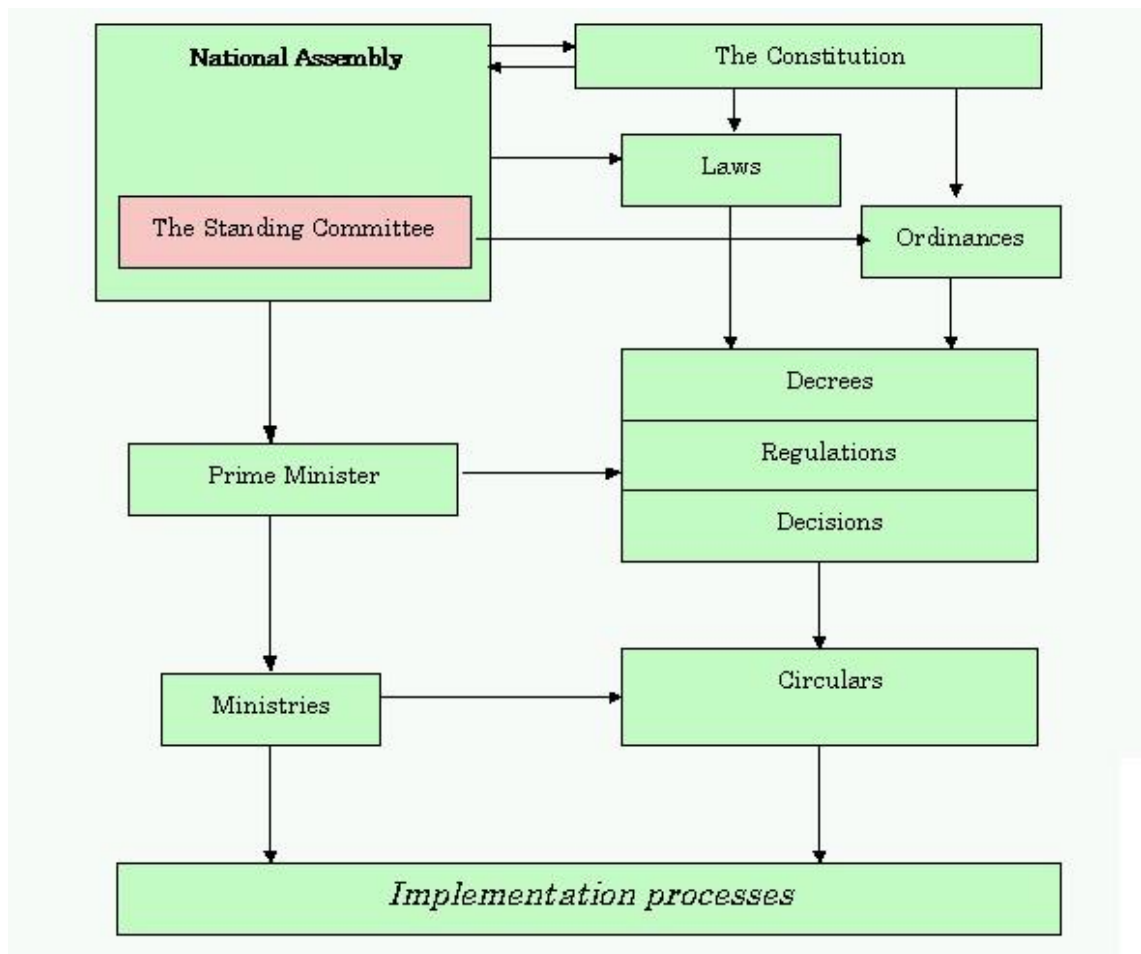 National Assembly
The Constitution
Laws
The Standing Committee
Ordinances
Decrees
Prime Minister
Regulations
Decisions
Ministries
Circulars
Implementation processes